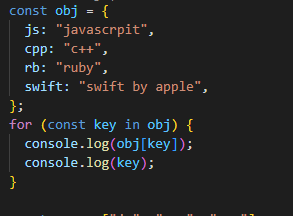 const obj = {
  js: "javascrpit",
  cpp: "c++",
  rb: "ruby",
  swift: "swift by apple",
};
for (const key in obj) {
  console.log(obj[key]);
  console.log(key);
}